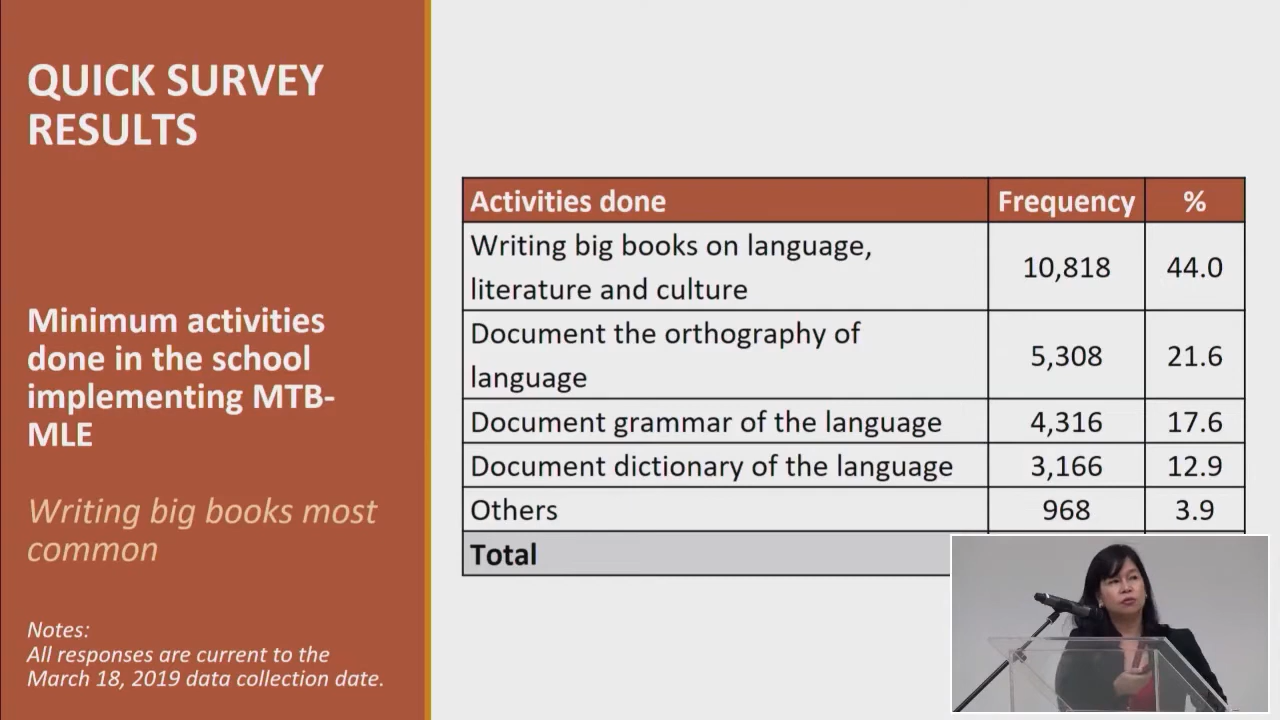 QUICK SURVEY
RESULTS
Minimum activities
done in the school
implementing MTB-
MLE
Writing big books most
common
Notes:
All responses are current to the
March 18, 2019 data collection date.
Activities done Frequency %
Writing big books on language,
literature and culture 10,818 44.0
Document the orthography of
language 5,308 21.6
Document grammar of the language 4,316 17.6
Document dictionary of the language 3,166 12.9
Others 968 3.9
Total